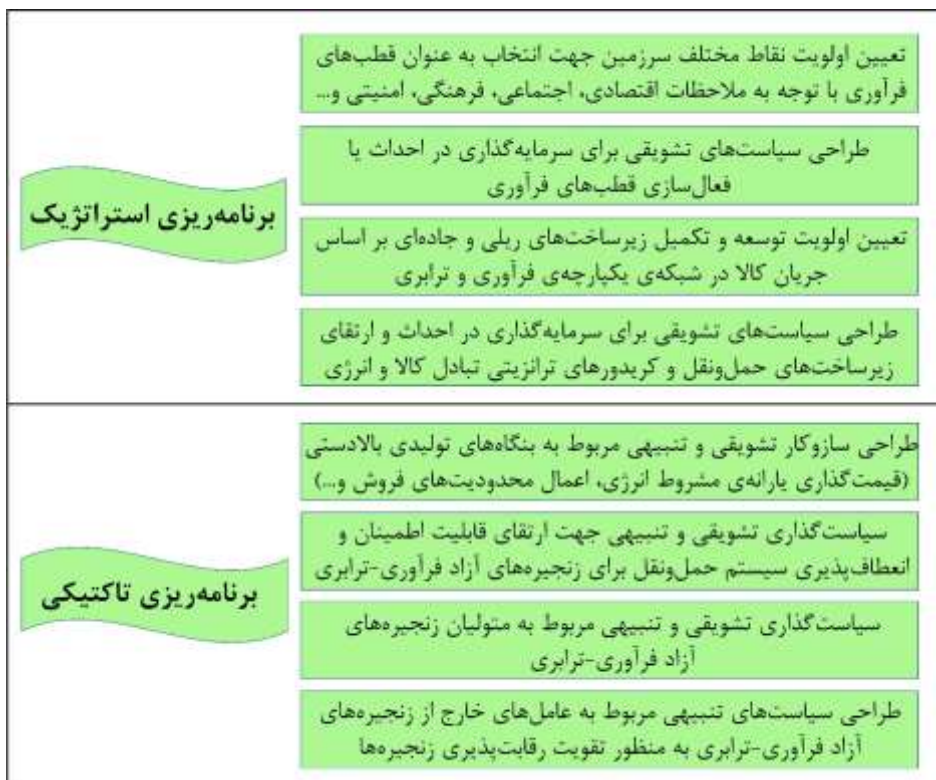 برنامه‌ریزی استراتژیک
تعیین اولویت نقاط مختلف سرزمین جهت انتخاب به عنوان قطب‌های
فرآوری با توجه به ملاحظات اقتصادی، اجتماعی، فرهنگی، امنیتی و...
طراحی سیاست‌های تشویقی برای سرمایه‌گذاری در احداث یا
فعال‌سازی قطب‌های فرآوری
تعیین اولویت توسعه و تکمیل زیرساخت‌های ریلی و جاده‌ای بر اساس
جریان کالا در شبکه‌ی یکپارچه‌ی فرآوری و ترابری
طراحی سیاست‌های تشویقی برای سرمایه‌گذاری در احداث و ارتقای
زیرساخت‌های حمل‌ونقل و کریدورهای ترانزیتی تبادل کالا و انرژی
برنامه‌ریزی تاکتیکی
طراحی سازوکار تشویقی و تنبیهی مربوط به بنگاه‌های تولیدی بالادستی
(قیمت‌گذاری یارانه‌ی مشروط انرژی، اعمال محدودیت‌های فروش و...)
سیاست‌گذاری تشویقی و تنبیهی جهت ارتقای قابلیت اطمینان و
انعطاف‌پذیری سیستم حمل‌ونقل برای زنجیره‌های آزاد فرآوری-ترابری
سیاست‌گذاری تشویقی و تنبیهی مربوط به متولیان زنجیره‌های
آزاد فرآوری-ترابری
طراحی سیاست‌های تنبیهی مربوط به عامل‌های خارج از زنجیره‌های
آزاد فرآوری-ترابری به منظور تقویت رقابت‌پذیری زنجیره‌ها